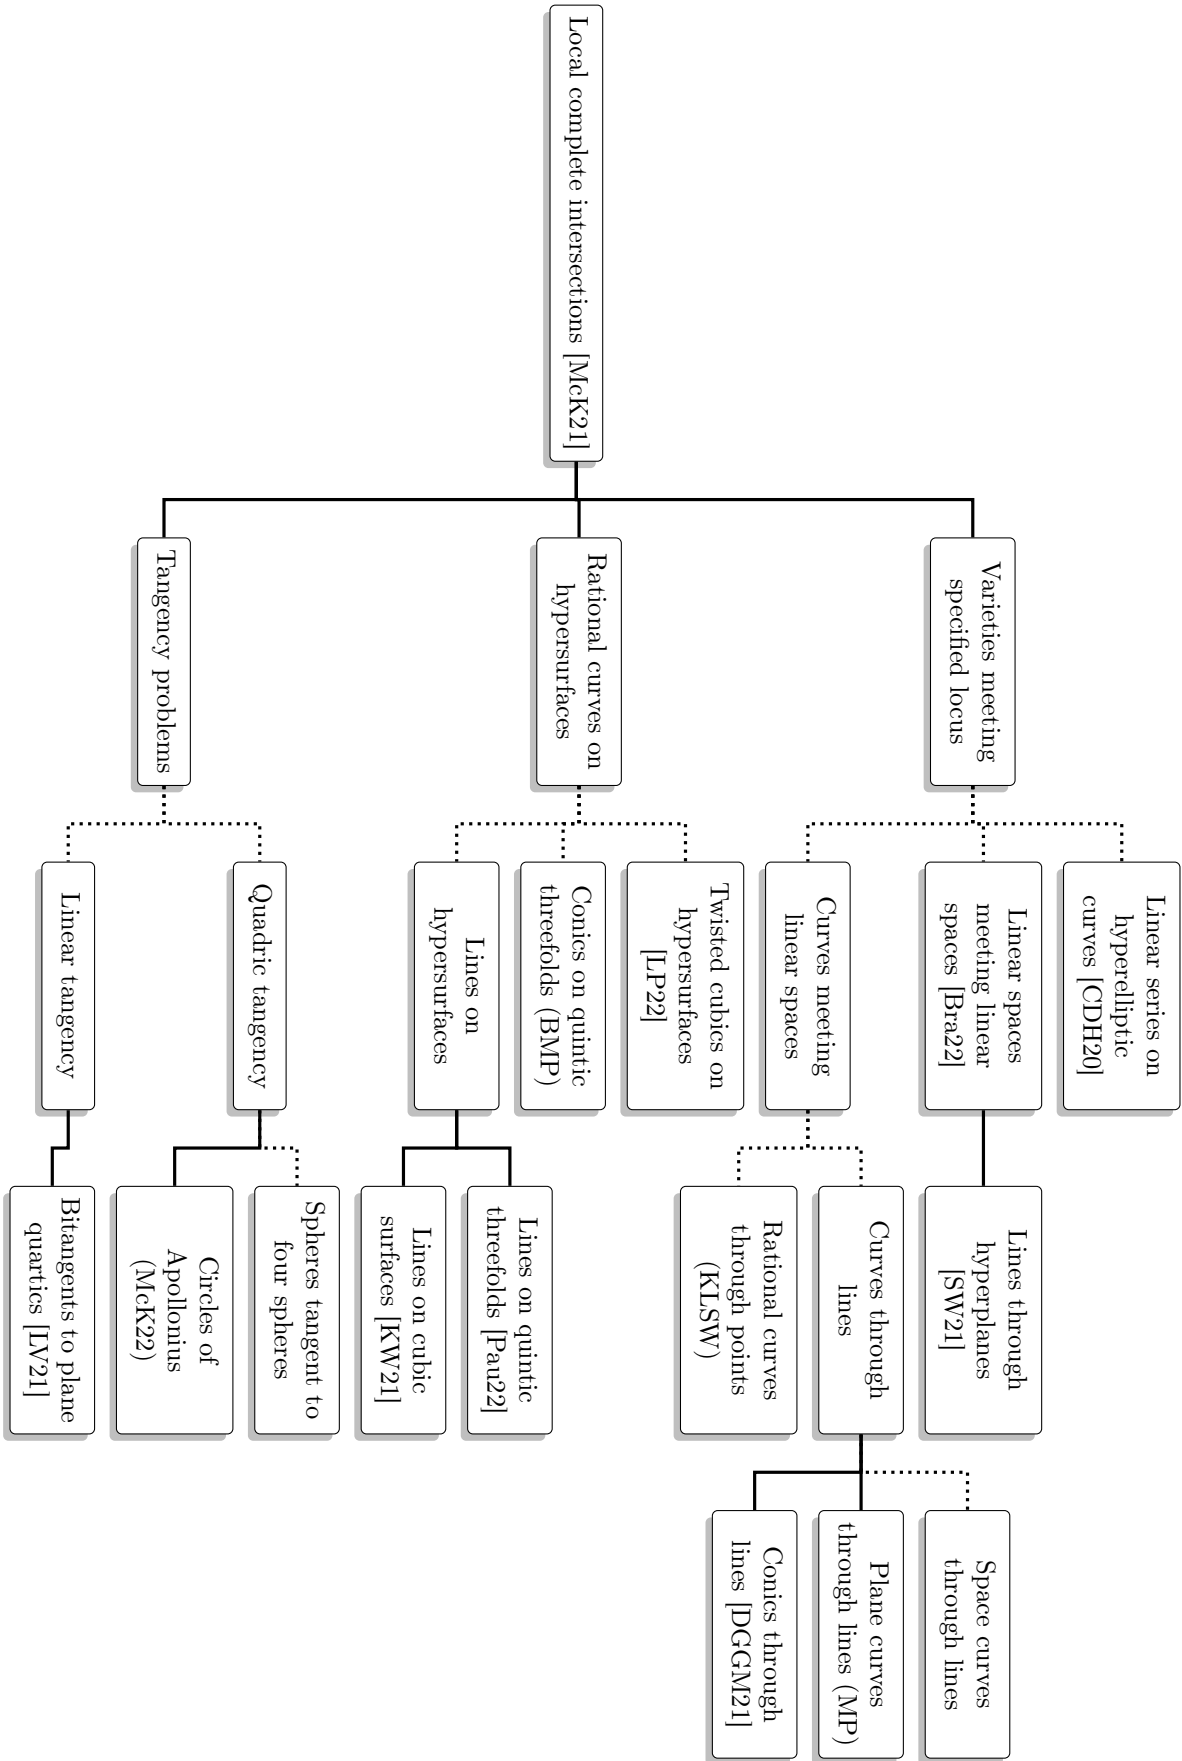 Local complete intersections [McK21]
Tangency problems
Rational curves on
hypersurfaces
Varieties meeting
specified locus
Linear tangency
Quadric tangency
Lines on
hypersurfaces
Conics on quintic
threefolds (BMP)
Twisted cubics on
hypersurfaces
[LP22]
Curves meeting
linear spaces
Linear spaces
meeting linear
spaces [Bra22]
Linear series on
hyperelliptic
curves [CDH20]
Bitangents to plane
quartics [LV21]
Circles of
Apollonius
(McK22)
Spheres tangent to
four spheres
Lines on cubic
surfaces [KW21]
Lines on quintic
threefolds [Pau22]
Rational curves
through points
(KLSW)
Curves through
lines
Lines through
hyperplanes
[SW21]
Conics through
lines [DGGM21]
Plane curves
through lines (MP)
Space curves
through lines